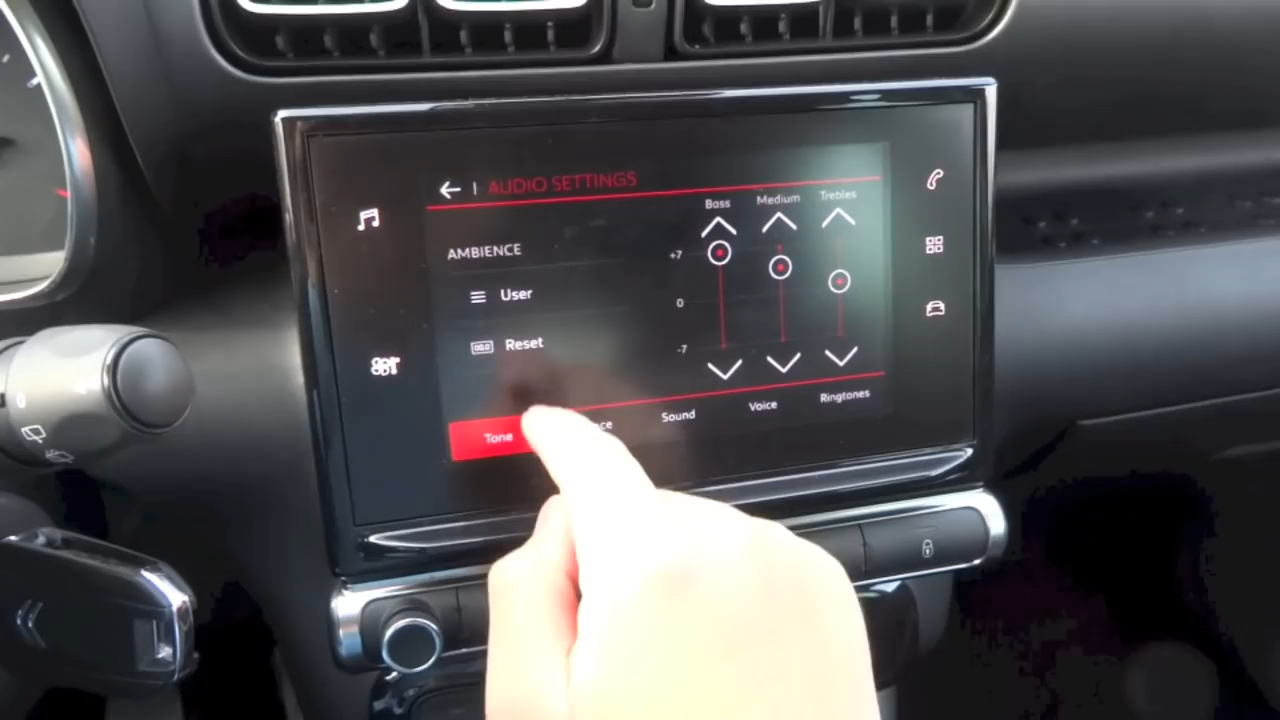 AUDIO SETTINGS
Bass Medium Trebles
AMBIENCE
+7
User
0
Reset
-7
Tone Sound Voice Ringtones